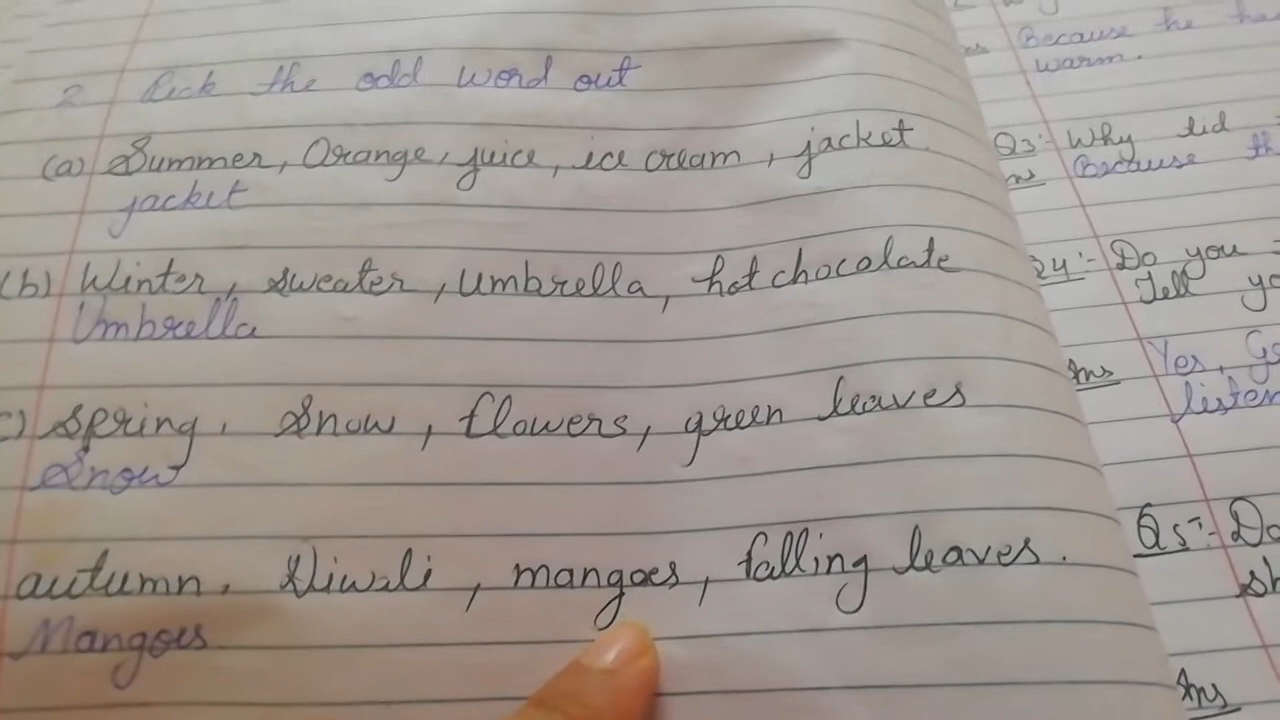 2 Pick the odd word out
(a) Summer, Orange, juice, ice cream, jacket
jacket
(b) Winter, sweater, Umbrella, hot chocolate
Umbrella
c) Spring, Snow, flowers, green leaves
Snow
autumn, Diwali, mangoes, falling leaves.
Mangoes
Because the
warm.
Q3:- Why did
Ans Because
Q4:- Do you
Tell
Ans Yes,
listen
Q5:- Do
Ans